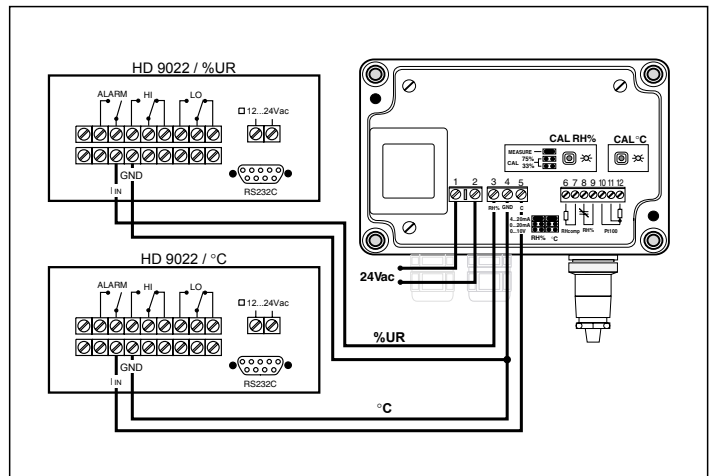 HD 9022 / %UR
ALARM HI LO
12...24Vac
GND
I IN
RS232C
HD 9022 / °C
ALARM HI LO
12...24Vac
GND
I IN
RS232C
CAL RH% CAL °C
MEASURE
CAL 75%
33%
1 2 3 4 5
RH% GND C
4...20mA
0...20mA
0...10V
RH% °C
6 7 8 9 10 11 12
RHcomp RH% Pt100
24Vac
%UR
°C